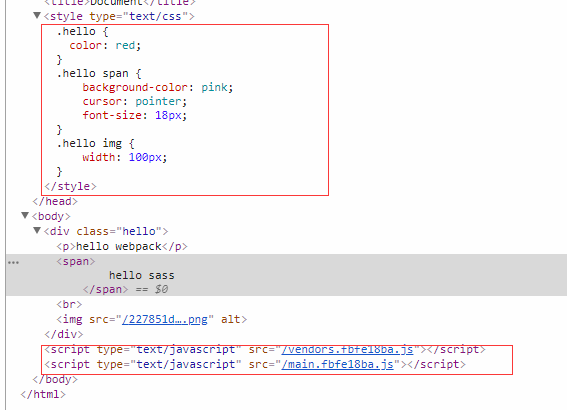 <title>Document</title>
<style type="text/css">
.hello {
color: red;
}
.hello span {
background-color: pink;
cursor: pointer;
font-size: 18px;
}
.hello img {
width: 100px;
}
</style>
</head>
<body>
<div class="hello">
<p>hello webpack</p>
<span>
hello sass
</span> == $0
<br>
<img src="/227851d….png" alt>
</div>
<script type="text/javascript" src="/vendors.fbfe18ba.js"></script>
<script type="text/javascript" src="/main.fbfe18ba.js"></script>
</body>
</html>